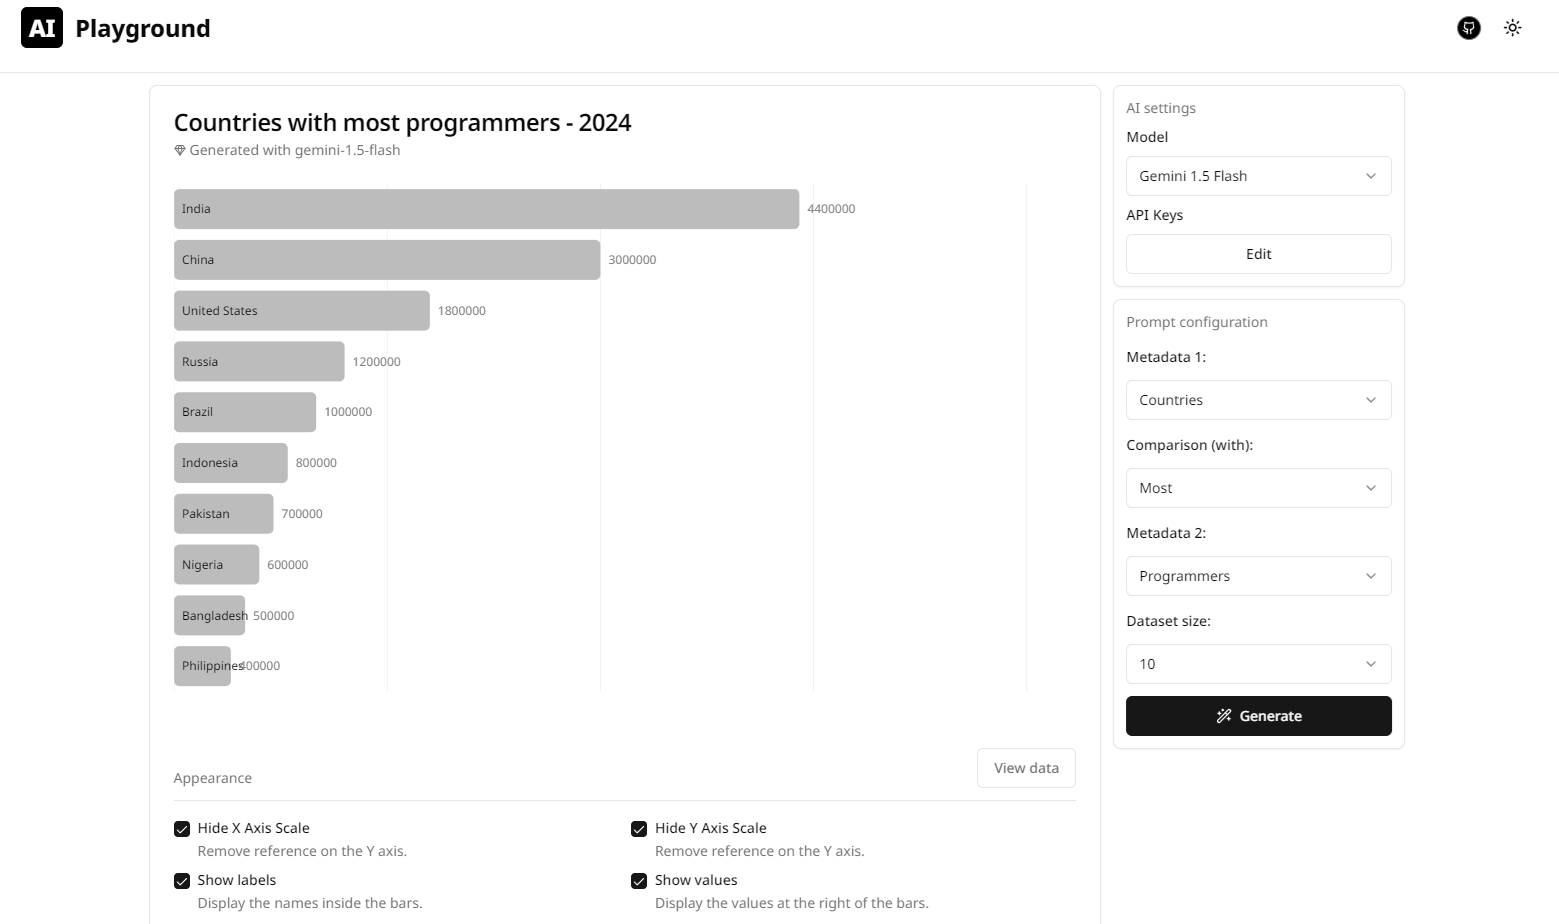 AI Playground
Countries with most programmers - 2024
Generated with gemini-1.5-flash
India 4400000
China 3000000
United States 1800000
Russia 1200000
Brazil 1000000
Indonesia 800000
Pakistan 700000
Nigeria 600000
Bangladesh 500000
Philippines 400000
Appearance
View data
Hide X Axis Scale
Remove reference on the Y axis.
Hide Y Axis Scale
Remove reference on the Y axis.
Show labels
Display the names inside the bars.
Show values
Display the values at the right of the bars.
AI settings
Model
Gemini 1.5 Flash
API Keys
Edit
Prompt configuration
Metadata 1:
Countries
Comparison (with):
Most
Metadata 2:
Programmers
Dataset size:
10
Generate